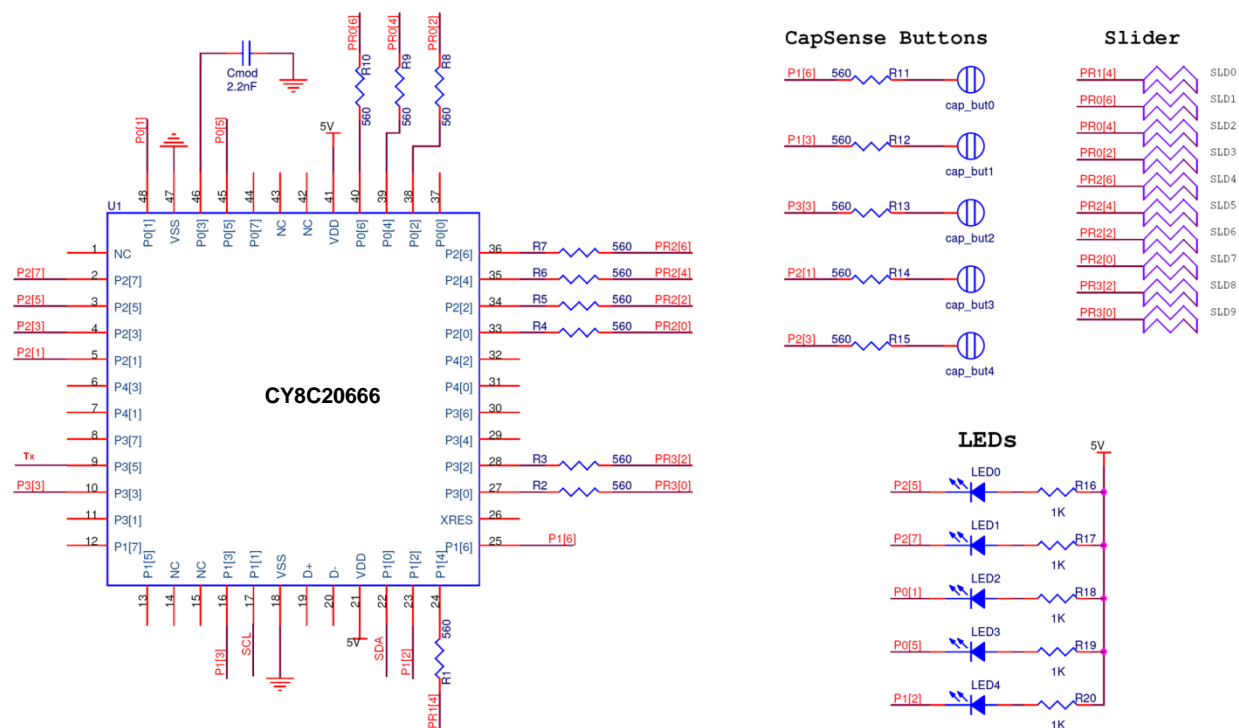 CapSense Buttons
Slider
P1[6] 560 R11
cap_but0
P1[3] 560 R12
cap_but1
P3[3] 560 R13
cap_but2
P2[1] 560 R14
cap_but3
P2[3] 560 R15
cap_but4
PR1[4] SLD0
PR0[6] SLD1
PR0[4] SLD2
PR0[2] SLD3
PR2[6] SLD4
PR2[4] SLD5
PR2[2] SLD6
PR2[0] SLD7
PR3[2] SLD8
PR3[0] SLD9
Cmod
2.2nF
PR0[6] R10 560
PR0[4] R9 560
PR0[2] R8 560
P0[1]
P0[5]
5V
48 47 46 45 44 43 42 41 40 39 38 37
U1
P0[1] VSS P0[3] P0[5] P0[7] NC NC VDD P0[6] P0[4] P0[2] P0[0]
1 NC
P2[7] 2 P2[7]
P2[5] 3 P2[5]
P2[3] 4 P2[3]
P2[1] 5 P2[1]
6 P4[3]
7 P4[1]
8 P3[7]
Tx 9 P3[5]
P3[3] 10 P3[3]
11 P3[1]
12 P1[7]
CY8C20666
P2[6] 36 R7 560 PR2[6]
P2[4] 35 R6 560 PR2[4]
P2[2] 34 R5 560 PR2[2]
P2[0] 33 R4 560 PR2[0]
P4[2] 32
P4[0] 31
P3[6] 30
P3[4] 29
P3[2] 28 R3 560 PR3[2]
P3[0] 27 R2 560 PR3[0]
XRES 26
P1[6] 25 P1[6]
P1[5] NC NC P1[3] P1[1] VSS D+ D- VDD P1[0] P1[2] P1[4]
13 14 15 16 17 18 19 20 21 22 23 24
P1[3]
SCL
5V
SDA
P1[2]
560 R1 PR1[4]
LEDs
5V
LED0
P2[5] R16
1K
LED1
P2[7] R17
1K
LED2
P0[1] R18
1K
LED3
P0[5] R19
1K
LED4
P1[2] R20
1K